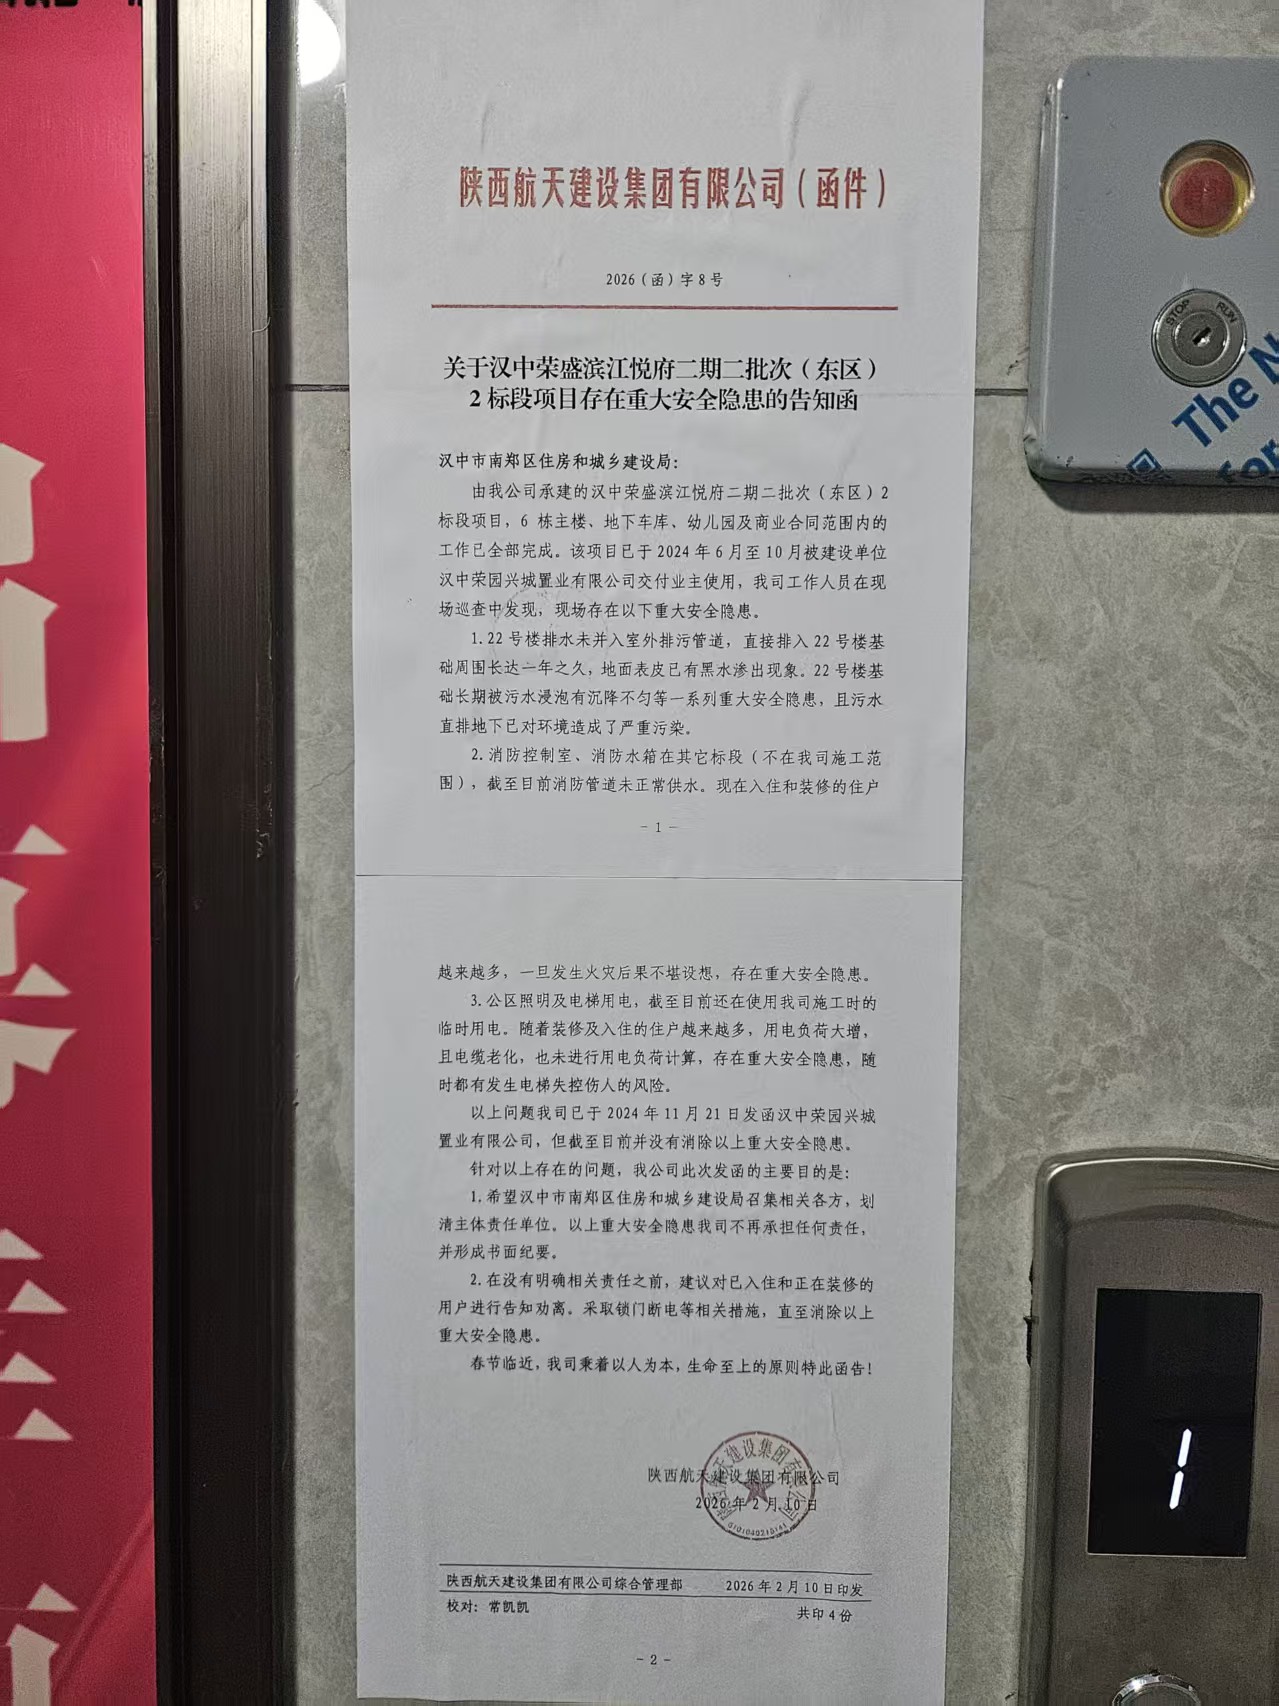 陕西航天建设集团有限公司(函件)
2026(函)字8号
关于汉中荣盛滨江悦府二期二批次(东区)
2标段项目存在重大安全隐患的告知函
汉中市南郑区住房和城乡建设局:
由我公司承建的汉中荣盛滨江悦府二期二批次(东区)2
标段项目,6 栋主楼、地下车库、幼儿园及商业合同范围内的
工作已全部完成。该项目已于 2024 年 6 月至 10 月被建设单位
汉中荣园兴城置业有限公司交付业主使用,我司工作人员在现
场巡查中发现,现场存在以下重大安全隐患。
1.22 号楼排水未并入室外排污管道,直接排入 22 号楼基
础周围长达一年之久,地面表皮已有黑水渗出现象。22 号楼基
础长期被污水浸泡有沉降不匀等一系列重大安全隐患,且污水
直排地下已对环境造成了严重污染。
2.消防控制室、消防水箱在其它标段(不在我司施工范
围),截至目前消防管道未正常供水。现在入住和装修的住户
- 1 -
越来越多,一旦发生火灾后果不堪设想,存在重大安全隐患。
3.公区照明及电梯用电,截至目前还在使用我司施工时的
临时用电。随着装修及入住的住户越来越多,用电负荷大增,
且电缆老化,也未进行用电负荷计算,存在重大安全隐患,随
时都有发生电梯失控伤人的风险。
以上问题我司已于 2024 年 11 月 21 日发函汉中荣园兴城
置业有限公司,但截至目前并没有消除以上重大安全隐患。
针对以上存在的问题,我公司此次发函的主要目的是:
1.希望汉中市南郑区住房和城乡建设局召集相关各方,划
清主体责任单位。以上重大安全隐患我司不再承担任何责任,
并形成书面纪要。
2.在没有明确相关责任之前,建议对已入住和正在装修的
用户进行告知劝离。采取锁门断电等相关措施,直至消除以上
重大安全隐患。
春节临近,我司秉着以人为本,生命至上的原则特此函告!
陕西航天建设集团有限公司
2026 年 2 月 10 日
陕西航天建设集团有限公司综合管理部 2026 年 2 月 10 日印发
校对:常凯凯 共印 4 份
- 2 -
STOP RUN
The N
for
1